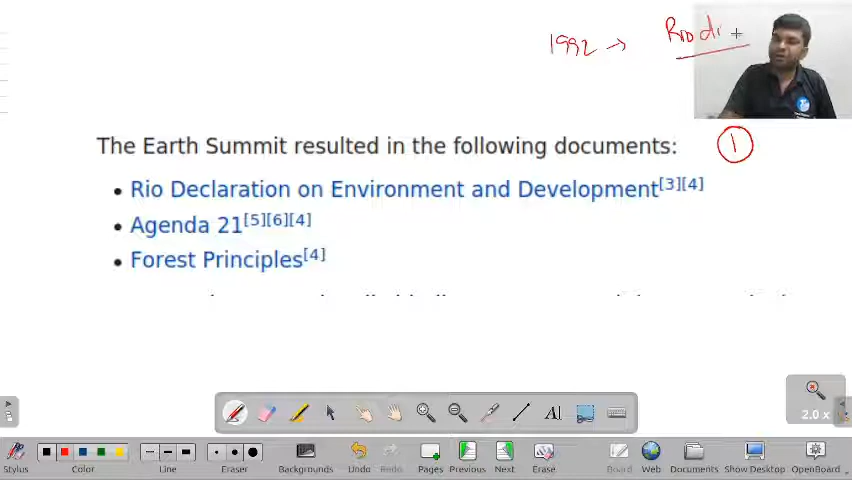 1992 → Rio di
The Earth Summit resulted in the following documents: 1
• Rio Declaration on Environment and Development[3][4]
• Agenda 21[5][6][4]
• Forest Principles[4]
2.0 x
Stylus Color Line Eraser Backgrounds Undo Redo Pages Previous Next Erase Board Web Documents Show Desktop OpenBoard